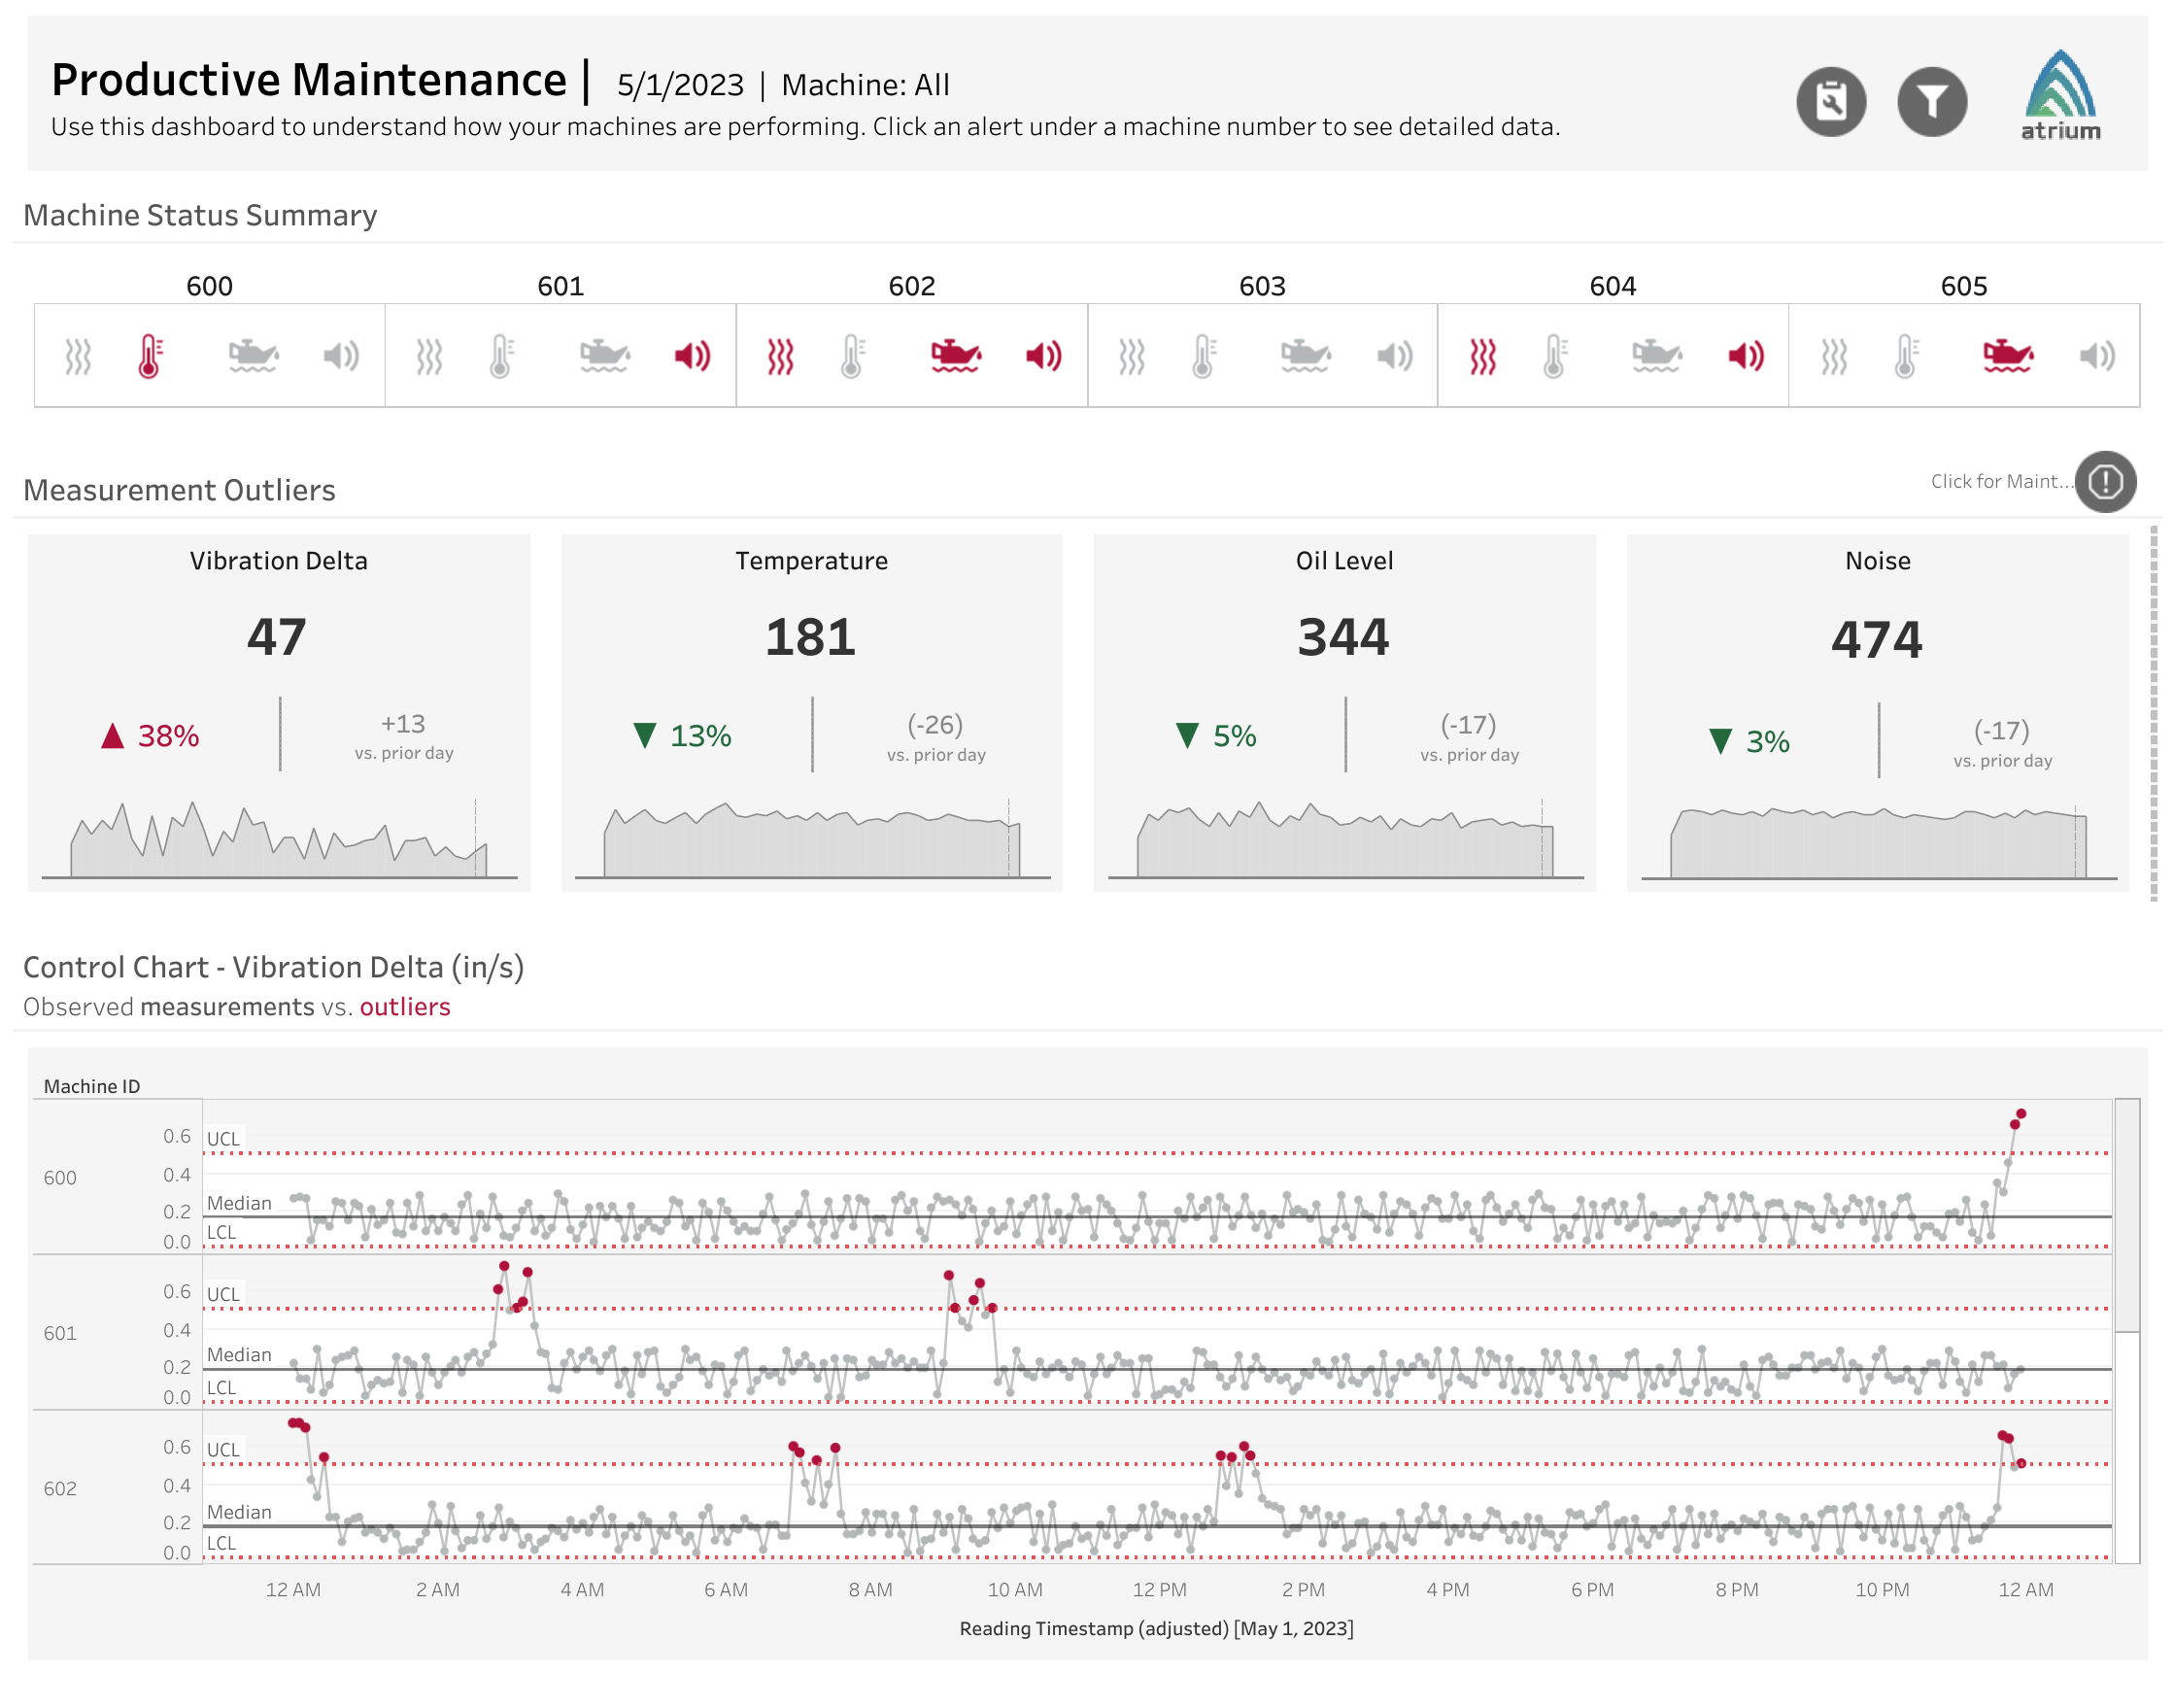 Productive Maintenance | 5/1/2023 | Machine: All
Use this dashboard to understand how your machines are performing. Click an alert under a machine number to see detailed data.
atrium
Machine Status Summary
600 601 602 603 604 605
Measurement Outliers
Click for Maint...
Vibration Delta
47
38%
+13
vs. prior day
Temperature
181
13%
(-26)
vs. prior day
Oil Level
344
5%
(-17)
vs. prior day
Noise
474
3%
(-17)
vs. prior day
Control Chart - Vibration Delta (in/s)
Observed measurements vs. outliers
Machine ID
600
0.6
0.4
0.2
0.0
UCL
Median
LCL
601
0.6
0.4
0.2
0.0
UCL
Median
LCL
602
0.6
0.4
0.2
0.0
UCL
Median
LCL
12 AM 2 AM 4 AM 6 AM 8 AM 10 AM 12 PM 2 PM 4 PM 6 PM 8 PM 10 PM 12 AM
Reading Timestamp (adjusted) [May 1, 2023]